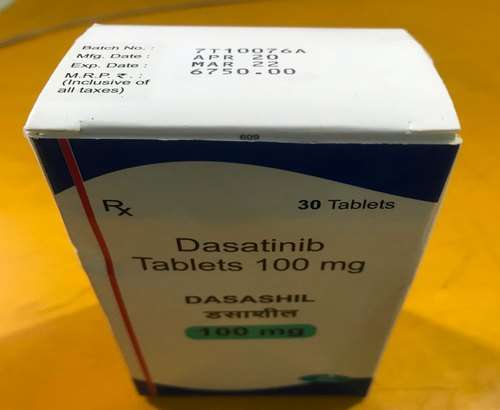 Batch No. : 7T10076A
Mfg. Date : APR 20
Exp. Date : MAR 22
M.R.P. ₹. : 6750.00
(Inclusive of
all taxes)
609
Rx
30 Tablets
Dasatinib
Tablets 100 mg
DASASHIL
डसाशील
100 mg